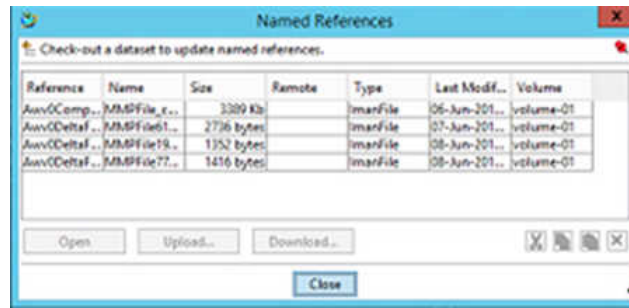 Named References
Check-out a dataset to update named references.
Reference Name Size Remote Type Last Modif... Volume
Awv0Comp... MMPFile_c... 3389 Kb ImanFile 06-Jun-201... volume-01
Awv0DeltaF... MMPFile61... 2736 bytes ImanFile 07-Jun-201... volume-01
Awv0DeltaF... MMPFile19... 1352 bytes ImanFile 08-Jun-201... volume-01
Awv0DeltaF... MMPFile77... 1416 bytes ImanFile 08-Jun-201... volume-01
Open Upload... Download...
Close